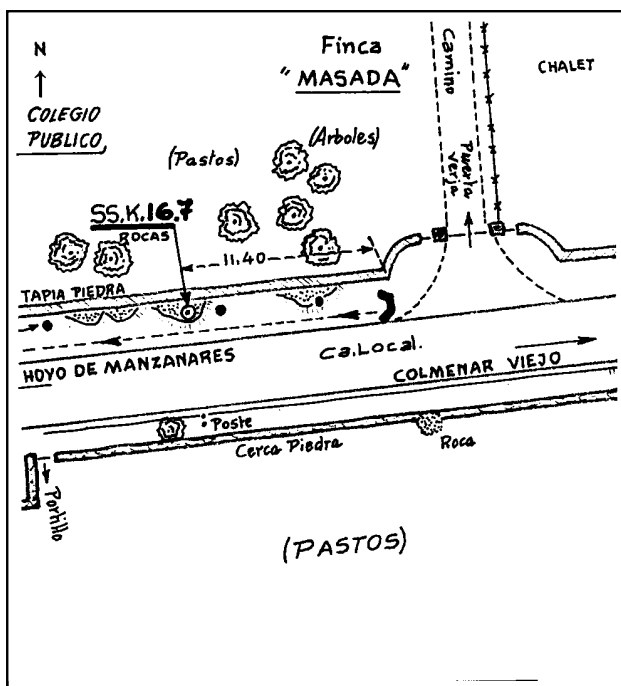 N
COLEGIO
PUBLICO
Finca
"MASADA"
Camino
CHALET
(Pastos)
(Arboles)
Puerta
verja
SS.K.16.7
ROCAS
11.40
TAPIA PIEDRA
HOYO DE MANZANARES
Ca.Local.
COLMENAR VIEJO
Poste
Cerca Piedra
Roca
Portillo
(PASTOS)